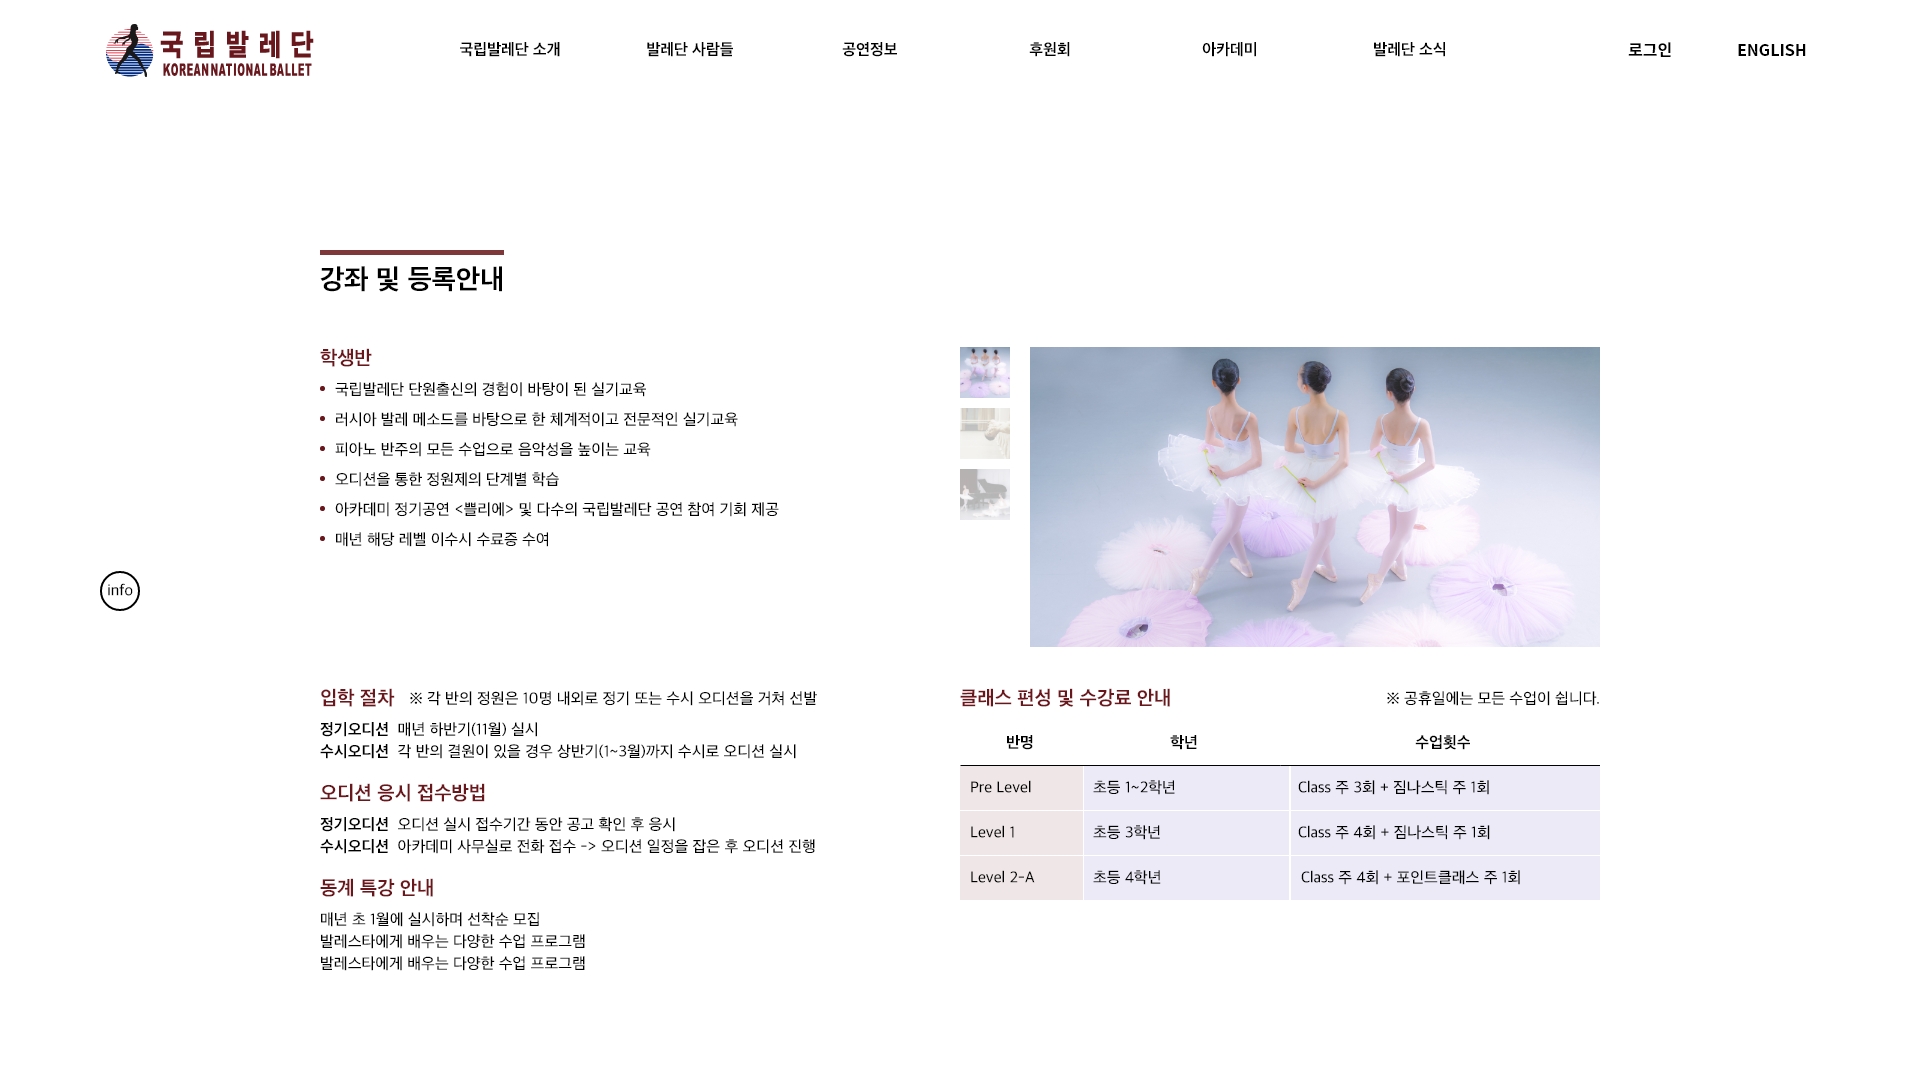 국립발레단
KOREAN NATIONAL BALLET
국립발레단 소개
발레단 사람들
공연정보
후원회
아카데미
발레단 소식
로그인
ENGLISH
강좌 및 등록안내
학생반
국립발레단 단원출신의 경험이 바탕이 된 실기교육
러시아 발레 메소드를 바탕으로 한 체계적이고 전문적인 실기교육
피아노 반주의 모든 수업으로 음악성을 높이는 교육
오디션을 통한 정원제의 단계별 학습
아카데미 정기공연 <쁠리에> 및 다수의 국립발레단 공연 참여 기회 제공
매년 해당 레벨 이수시 수료증 수여
info
입학 절차 ※ 각 반의 정원은 10명 내외로 정기 또는 수시 오디션을 거쳐 선발
정기오디션 매년 하반기(11월) 실시
수시오디션 각 반의 결원이 있을 경우 상반기(1~3월)까지 수시로 오디션 실시
오디션 응시 접수방법
정기오디션 오디션 실시 접수기간 동안 공고 확인 후 응시
수시오디션 아카데미 사무실로 전화 접수 -> 오디션 일정을 잡은 후 오디션 진행
동계 특강 안내
매년 초 1월에 실시하며 선착순 모집
발레스타에게 배우는 다양한 수업 프로그램
발레스타에게 배우는 다양한 수업 프로그램
클래스 편성 및 수강료 안내 ※ 공휴일에는 모든 수업이 쉽니다.
반명 학년 수업횟수
Pre Level 초등 1~2학년 Class 주 3회 + 짐나스틱 주 1회
Level 1 초등 3학년 Class 주 4회 + 짐나스틱 주 1회
Level 2-A 초등 4학년 Class 주 4회 + 포인트클래스 주 1회